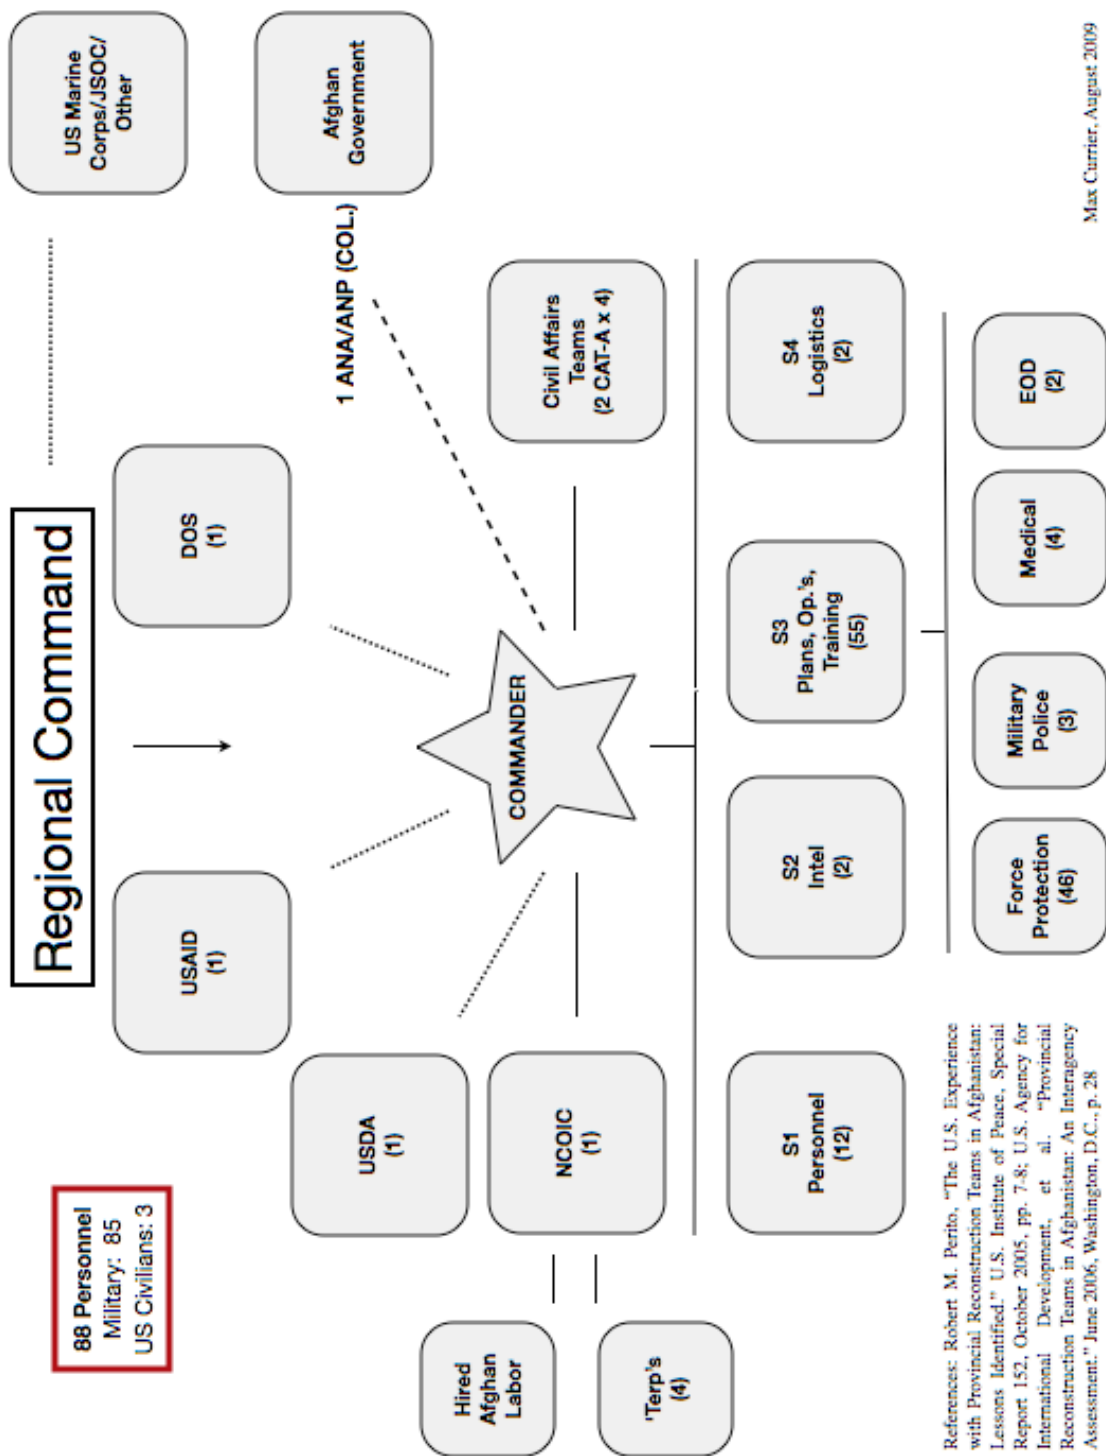 88 Personnel
Military: 85
US Civilians: 3
Regional Command
US Marine
Corps/JSOC/
Other
USAID
(1)
DOS
(1)
Afghan
Government
1 ANA/ANP (COL.)
USDA
(1)
COMMANDER
Hired
Afghan
Labor
NCOIC
(1)
Civil Affairs
Teams
(2 CAT-A x 4)
'Terp's
(4)
S1
Personnel
(12)
S2
Intel
(2)
S3
Plans, Op.'s,
Training
(55)
S4
Logistics
(2)
Force
Protection
(46)
Military
Police
(3)
Medical
(4)
EOD
(2)
References: Robert M. Perito, "The U.S. Experience
with Provincial Reconstruction Teams in Afghanistan:
Lessons Identified." U.S. Institute of Peace, Special
Report 152, October 2005, pp. 7-8; U.S. Agency for
International Development, et al. "Provincial
Reconstruction Teams in Afghanistan: An Interagency
Assessment." June 2006, Washington, D.C., p. 28
Max Currier, August 2009